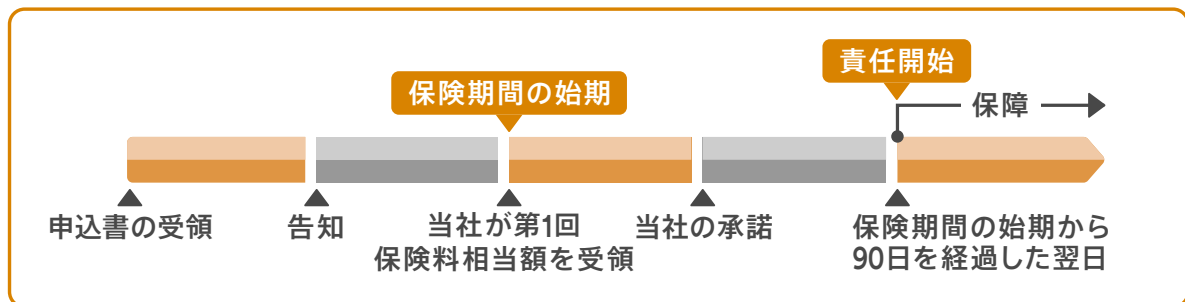 責任開始
保険期間の始期
保障
申込書の受領
告知
当社が第1回
保険料相当額を受領
当社の承諾
保険期間の始期から
90日を経過した翌日